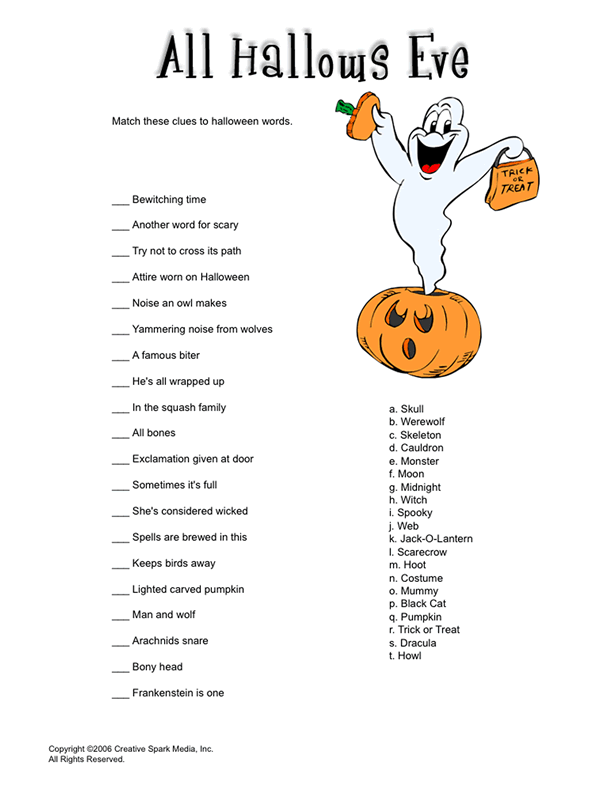 All Hallows Eve
Match these clues to halloween words.
TRICK
OR
TREAT
___ Bewitching time
___ Another word for scary
___ Try not to cross its path
___ Attire worn on Halloween
___ Noise an owl makes
___ Yammering noise from wolves
___ A famous biter
___ He's all wrapped up
___ In the squash family
___ All bones
___ Exclamation given at door
___ Sometimes it's full
___ She's considered wicked
___ Spells are brewed in this
___ Keeps birds away
___ Lighted carved pumpkin
___ Man and wolf
___ Arachnids snare
___ Bony head
___ Frankenstein is one
a. Skull
b. Werewolf
c. Skeleton
d. Cauldron
e. Monster
f. Moon
g. Midnight
h. Witch
i. Spooky
j. Web
k. Jack-O-Lantern
l. Scarecrow
m. Hoot
n. Costume
o. Mummy
p. Black Cat
q. Pumpkin
r. Trick or Treat
s. Dracula
t. Howl
Copyright ©2006 Creative Spark Media, Inc.
All Rights Reserved.